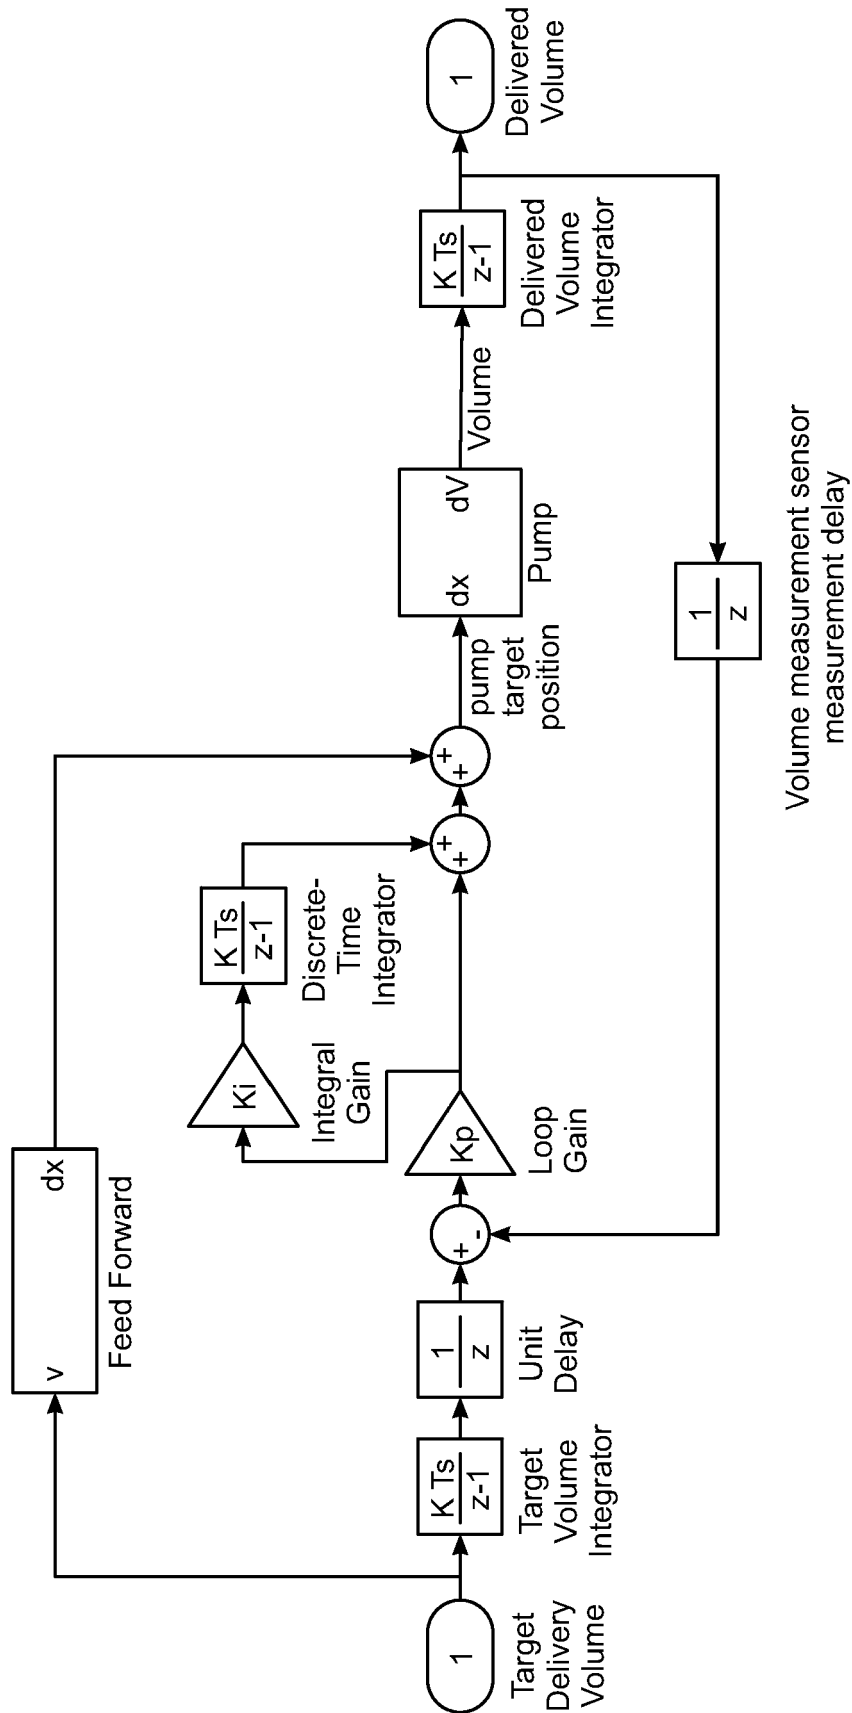 1
Target
Delivery
Volume
K Ts
z-1
Target
Volume
Integrator
1
z
Unit
Delay
+
-
Kp
Loop
Gain
Ki
Integral
Gain
K Ts
z-1
Discrete-
Time
Integrator
v
dx
Feed Forward
+
+
+
+
pump
target
position
dx
dV
Pump
Volume
K Ts
z-1
Delivered
Volume
Integrator
1
Delivered
Volume
1
z
Volume measurement sensor
measurement delay